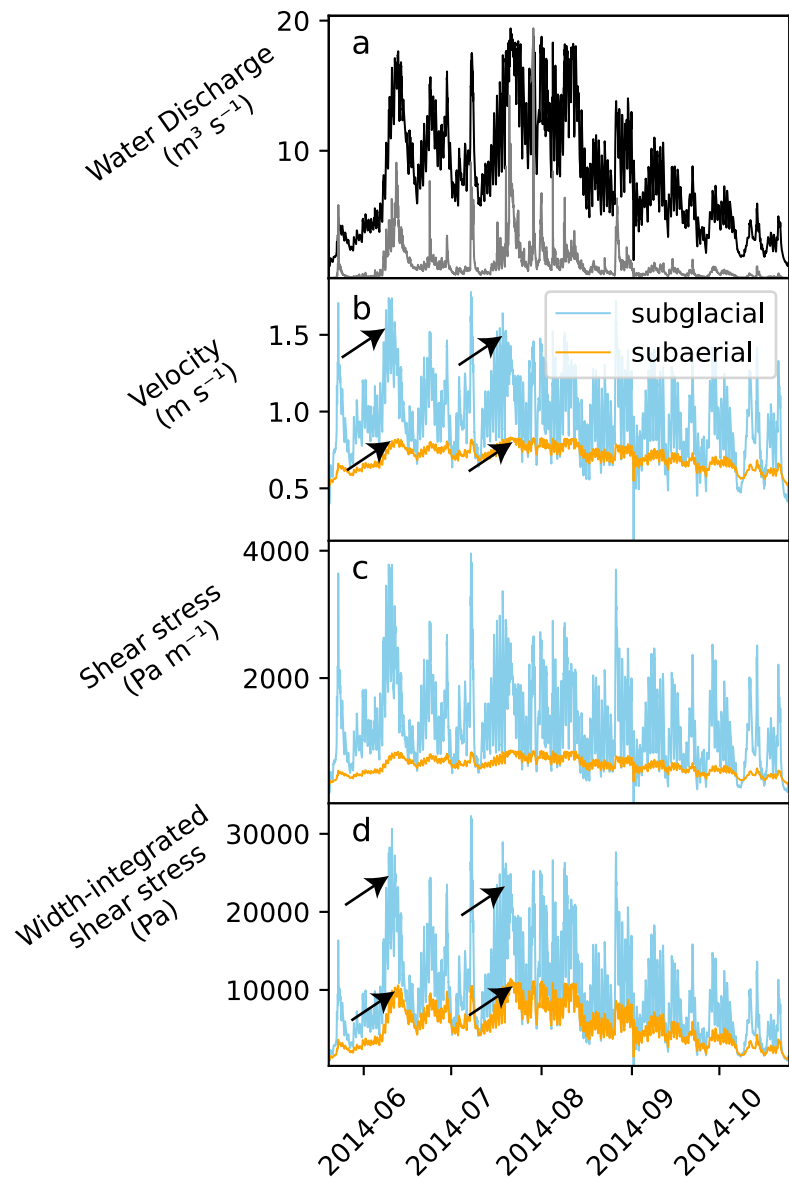 Water Discharge
(m³ s⁻¹)
20
10
a
Velocity
(m s⁻¹)
1.5
1.0
0.5
b
subglacial
subaerial
Shear stress
(Pa m⁻¹)
4000
2000
c
Width-integrated
shear stress
(Pa)
30000
20000
10000
d
2014-06
2014-07
2014-08
2014-09
2014-10